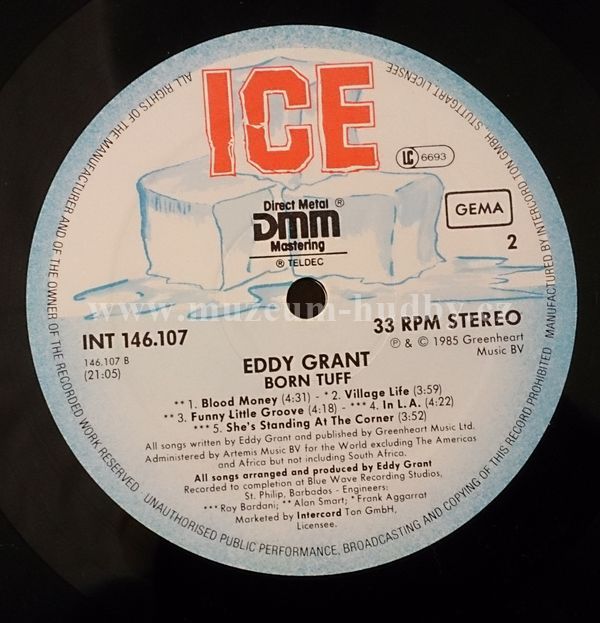 ICE
LC 6693
Direct Metal ®
DMM
Mastering
® TELDEC
GEMA
2
INT 146.107
146.107 B
(21:05)
33 RPM STEREO
℗ & © 1985 Greenheart
Music BV
EDDY GRANT
BORN TUFF
** 1. Blood Money (4:31) - * 2. Village Life (3:59)
** 3. Funny Little Groove (4:18) - *** 4. In L.A. (4:22)
*** 5. She's Standing At The Corner (3:52)
All songs written by Eddy Grant and published by Greenheart Music Ltd.
Administered by Artemis Music BV for the World excluding The Americas
and Africa but not including South Africa.
All songs arranged and produced by Eddy Grant
Recorded to completion at Blue Wave Recording Studios,
St. Philip, Barbados - Engineers:
*** Ray Bardani; ** Alan Smart; * Frank Aggarrat
Marketed by Intercord Ton GmbH,
Licensee.
ALL RIGHTS OF THE MANUFACTURER AND OF THE OWNER OF THE RECORDED WORK RESERVED UNAUTHORISED PUBLIC PERFORMANCE, BROADCASTING AND COPYING OF THIS RECORD PROHIBITED MANUFACTURED BY INTERCORD TON GMBH, STUTTGART, LICENSEE
www.muzeum-hudby.cz